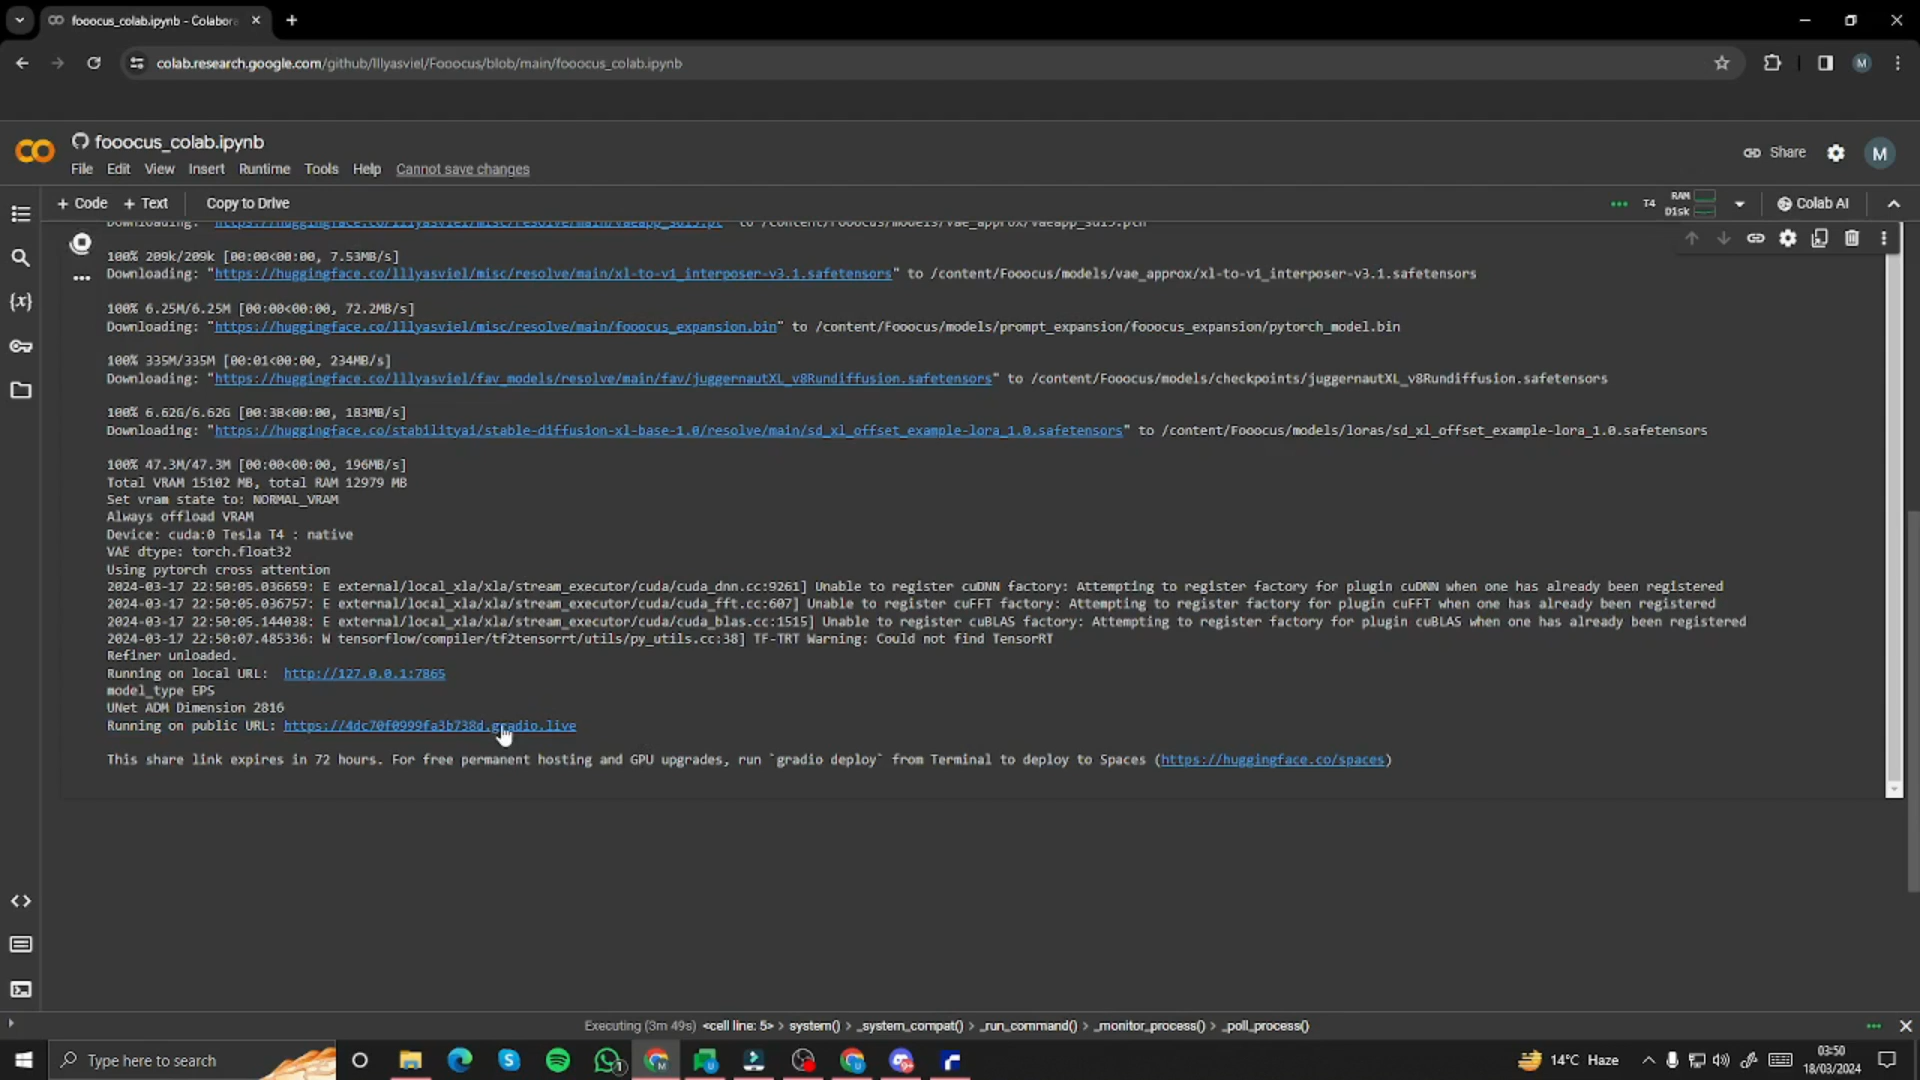 fooocus_colab.ipynb - Colabora
colab.research.google.com/github/lllyasviel/Fooocus/blob/main/fooocus_colab.ipynb
M
CO
fooocus_colab.ipynb
Share
M
File Edit View Insert Runtime Tools Help Cannot save changes
+ Code + Text Copy to Drive
T4 RAM Disk
Colab AI
Downloading: "https://huggingface.co/lllyasviel/misc/resolve/main/vaeapp_sd15.pt" to /content/Fooocus/models/vae_approx/vaeapp_sd15.pth
100% 209k/209k [00:00<00:00, 7.53MB/s]
Downloading: "https://huggingface.co/lllyasviel/misc/resolve/main/xl-to-v1_interposer-v3.1.safetensors" to /content/Fooocus/models/vae_approx/xl-to-v1_interposer-v3.1.safetensors
100% 6.25M/6.25M [00:00<00:00, 72.2MB/s]
Downloading: "https://huggingface.co/lllyasviel/misc/resolve/main/fooocus_expansion.bin" to /content/Fooocus/models/prompt_expansion/fooocus_expansion/pytorch_model.bin
100% 335M/335M [00:01<00:00, 234MB/s]
Downloading: "https://huggingface.co/lllyasviel/fav_models/resolve/main/fav/juggernautXL_v8Rundiffusion.safetensors" to /content/Fooocus/models/checkpoints/juggernautXL_v8Rundiffusion.safetensors
100% 6.62G/6.62G [00:38<00:00, 183MB/s]
Downloading: "https://huggingface.co/stabilityai/stable-diffusion-xl-base-1.0/resolve/main/sd_xl_offset_example-lora_1.0.safetensors" to /content/Fooocus/models/loras/sd_xl_offset_example-lora_1.0.safetensors
100% 47.3M/47.3M [00:00<00:00, 196MB/s]
Total VRAM 15102 MB, total RAM 12979 MB
Set vram state to: NORMAL_VRAM
Always offload VRAM
Device: cuda:0 Tesla T4 : native
VAE dtype: torch.float32
Using pytorch cross attention
2024-03-17 22:50:05.036659: E external/local_xla/xla/stream_executor/cuda/cuda_dnn.cc:9261] Unable to register cuDNN factory: Attempting to register factory for plugin cuDNN when one has already been registered
2024-03-17 22:50:05.036757: E external/local_xla/xla/stream_executor/cuda/cuda_fft.cc:607] Unable to register cuFFT factory: Attempting to register factory for plugin cuFFT when one has already been registered
2024-03-17 22:50:05.144038: E external/local_xla/xla/stream_executor/cuda/cuda_blas.cc:1515] Unable to register cuBLAS factory: Attempting to register factory for plugin cuBLAS when one has already been registered
2024-03-17 22:50:07.485336: W tensorflow/compiler/tf2tensorrt/utils/py_utils.cc:38] TF-TRT Warning: Could not find TensorRT
Refiner unloaded.
Running on local URL: http://127.0.0.1:7865
model_type EPS
UNet ADM Dimension 2816
Running on public URL: https://4dc70f0999fa3b738d.gradio.live
This share link expires in 72 hours. For free permanent hosting and GPU upgrades, run `gradio deploy` from Terminal to deploy to Spaces (https://huggingface.co/spaces)
Executing (3m 49s) <cell line: 5> > system() > _system_compat() > _run_command() > _monitor_process() > _poll_process()
Type here to search
14°C Haze
03:50
18/03/2024